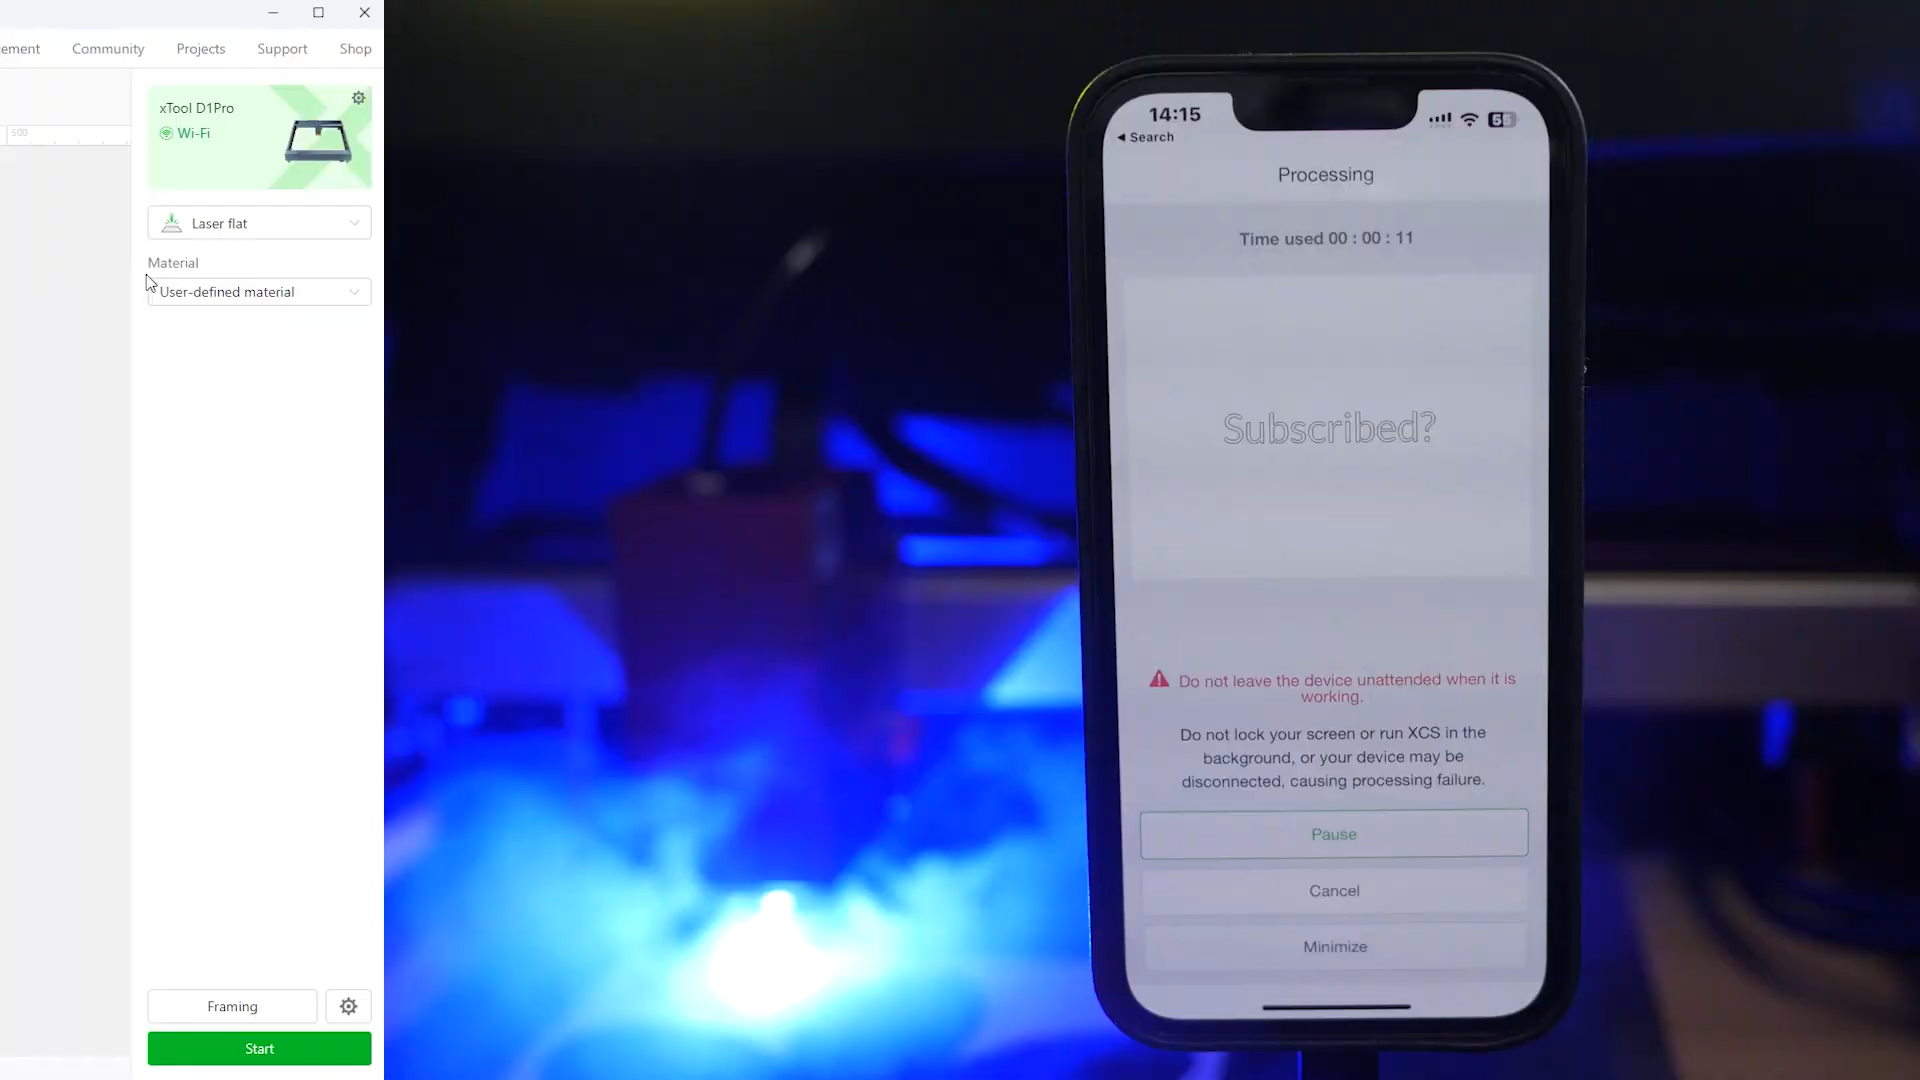 ement Community Projects Support Shop
500
xTool D1Pro
Wi-Fi
Laser flat
Material
User-defined material
Framing
Start
14:15
Search
Processing
Time used 00 : 00 : 11
Subscribed?
Do not leave the device unattended when it is
working.
Do not lock your screen or run XCS in the
background, or your device may be
disconnected, causing processing failure.
Pause
Cancel
Minimize